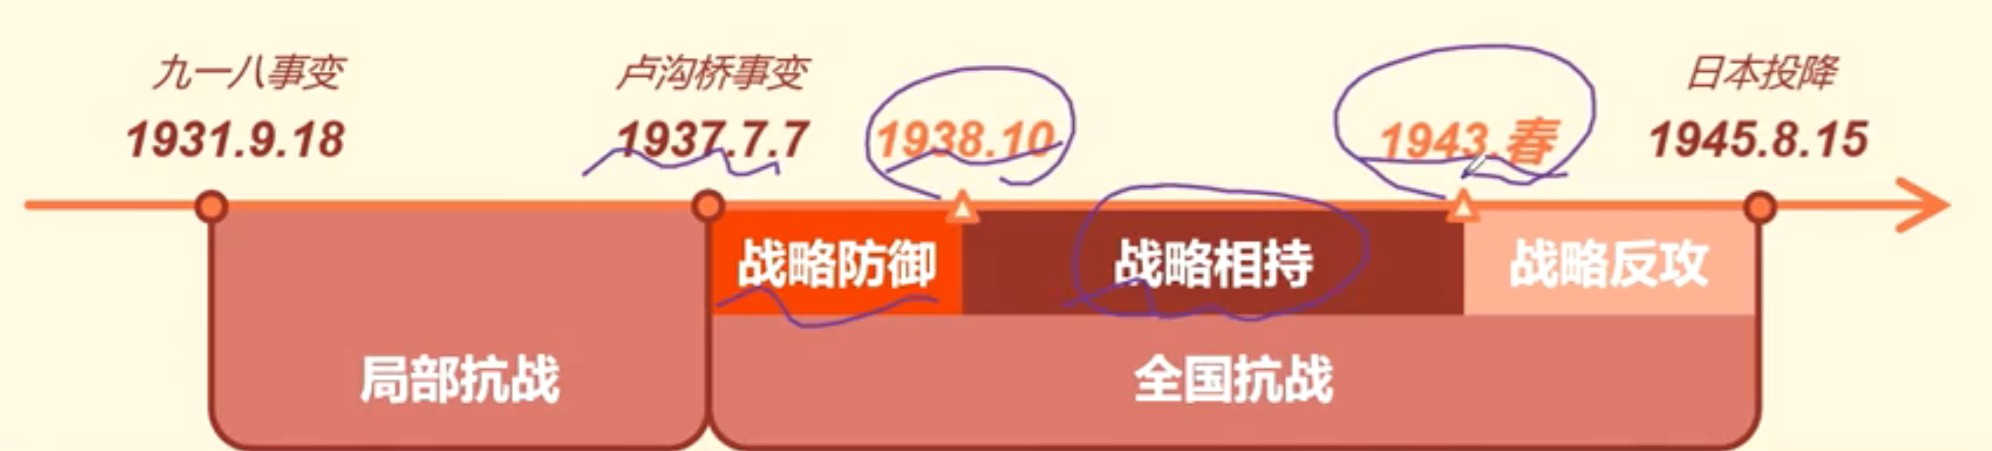 九一八事变
1931.9.18
卢沟桥事变
1937.7.7
1938.10
1943.春
日本投降
1945.8.15
战略防御
战略相持
战略反攻
局部抗战
全国抗战